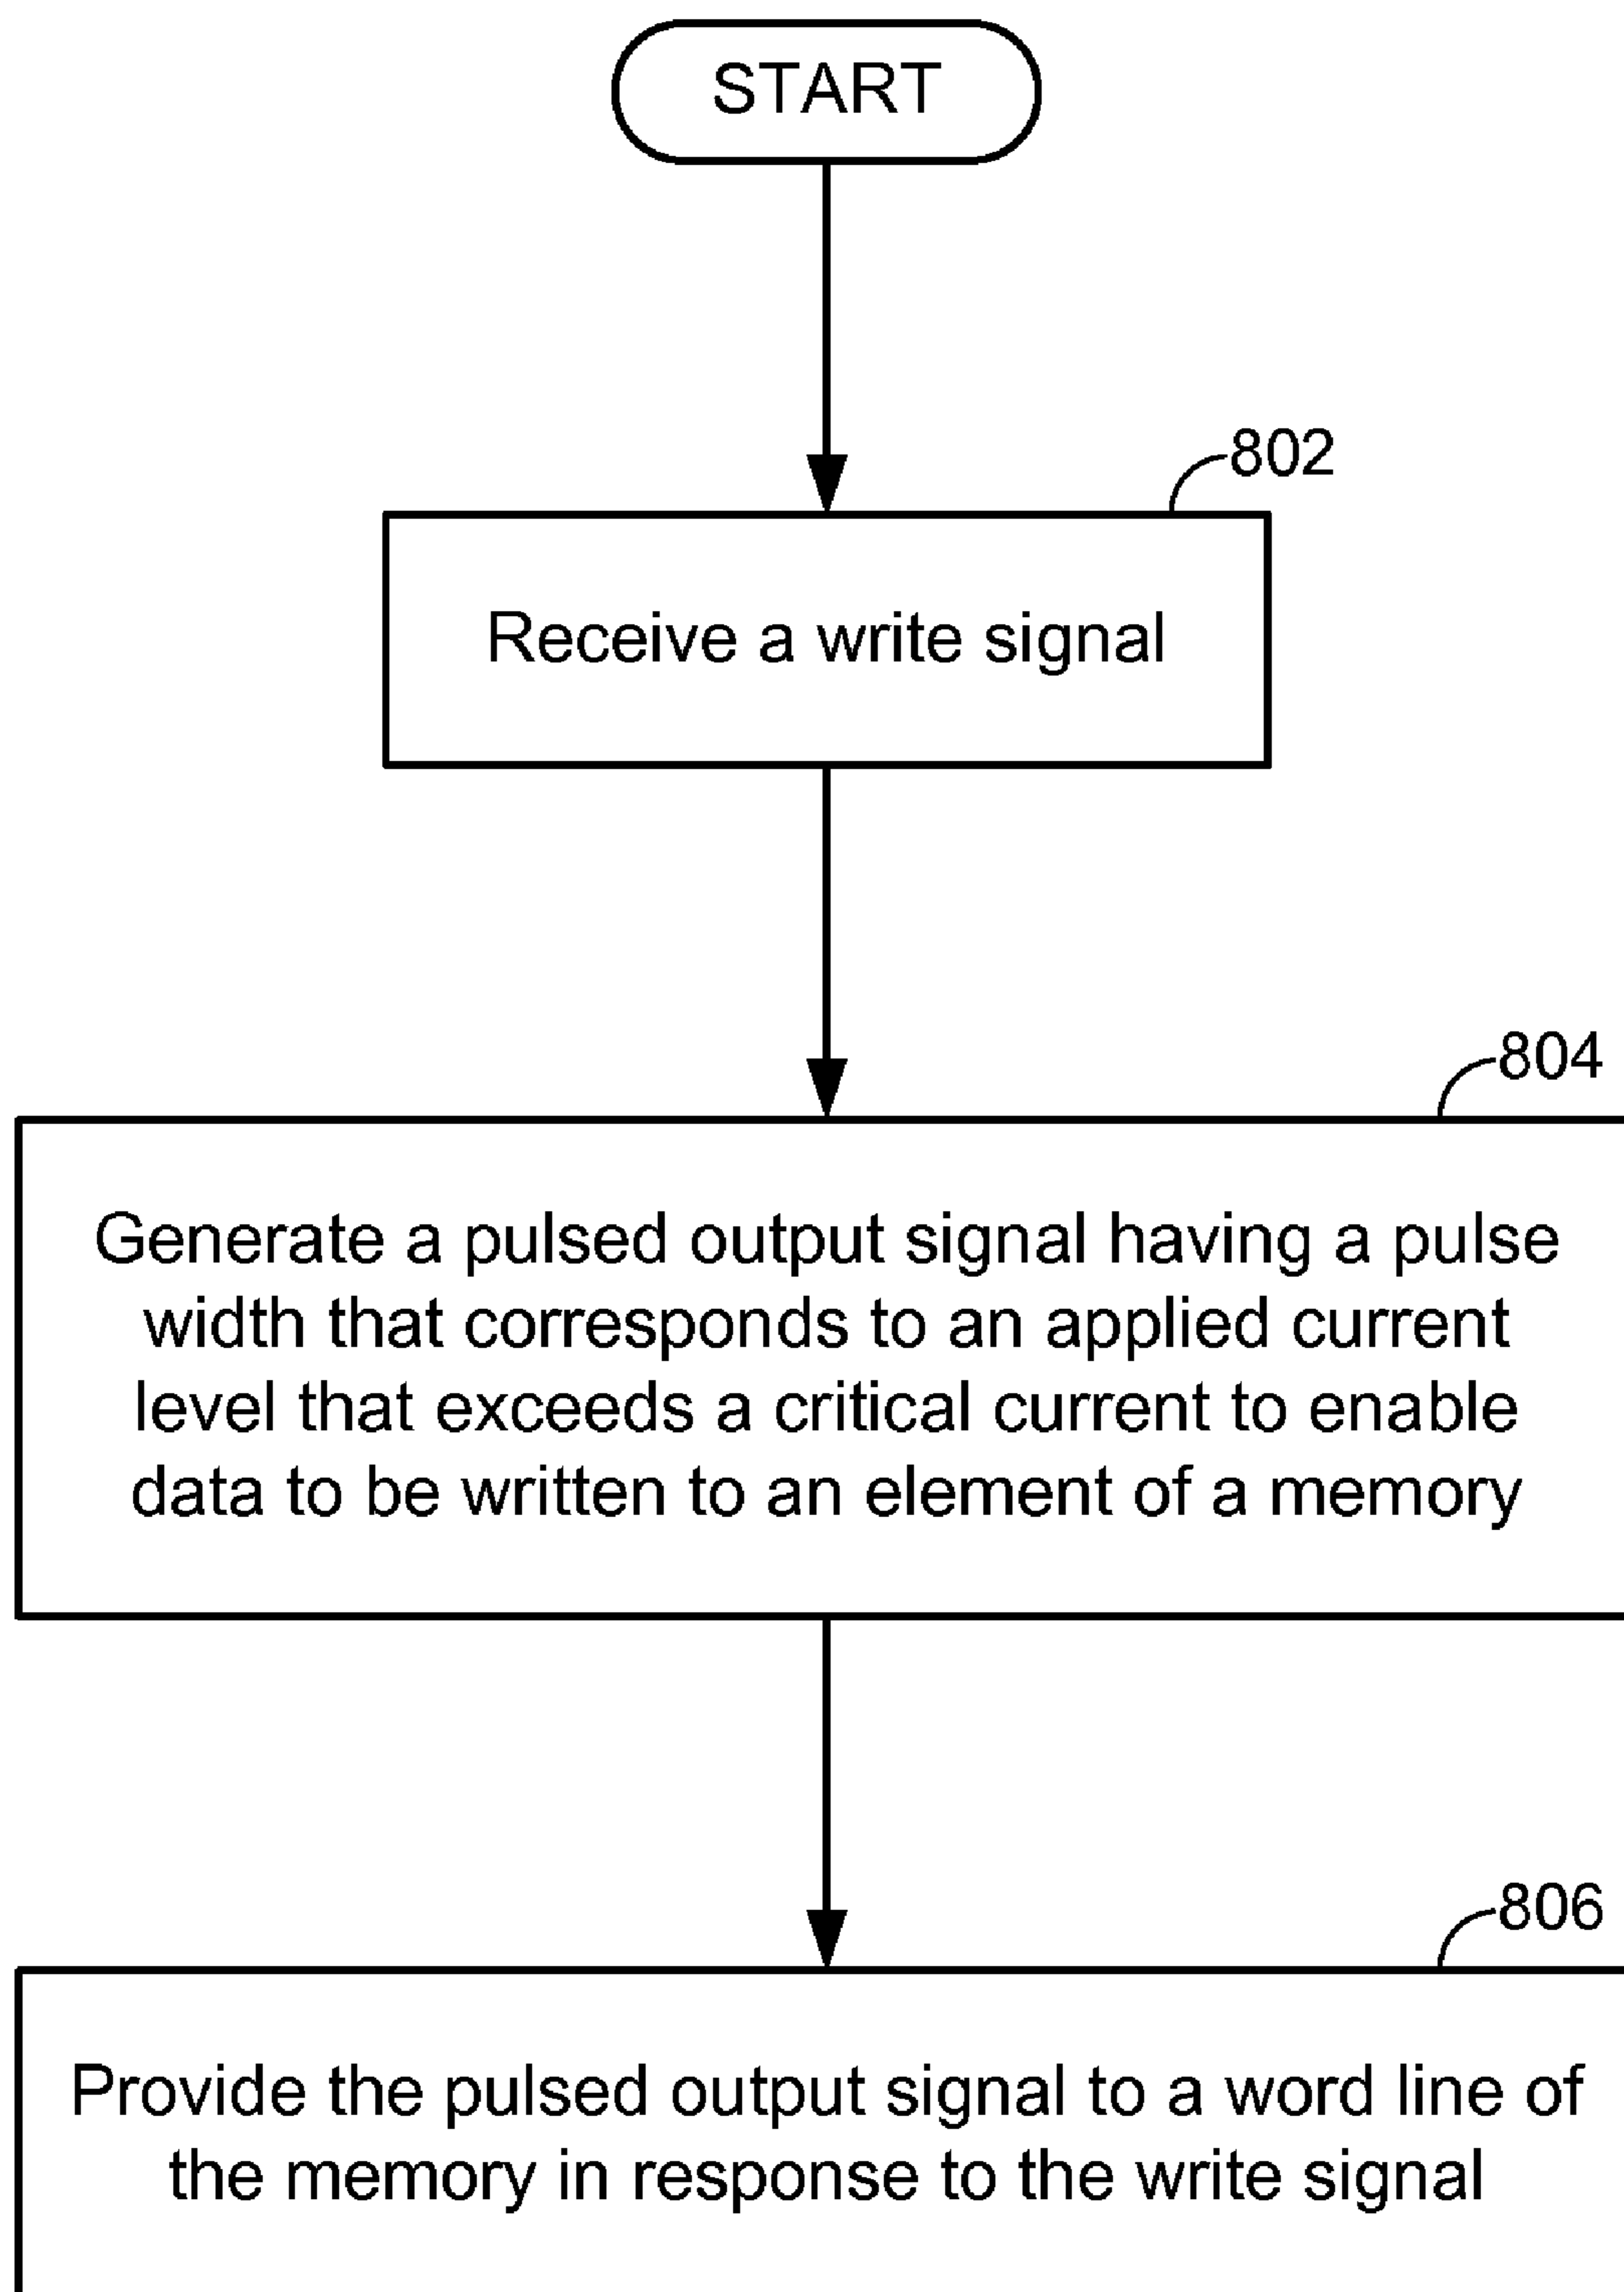 START
802
Receive a write signal
804
Generate a pulsed output signal having a pulse
width that corresponds to an applied current
level that exceeds a critical current to enable
data to be written to an element of a memory
806
Provide the pulsed output signal to a word line of
the memory in response to the write signal